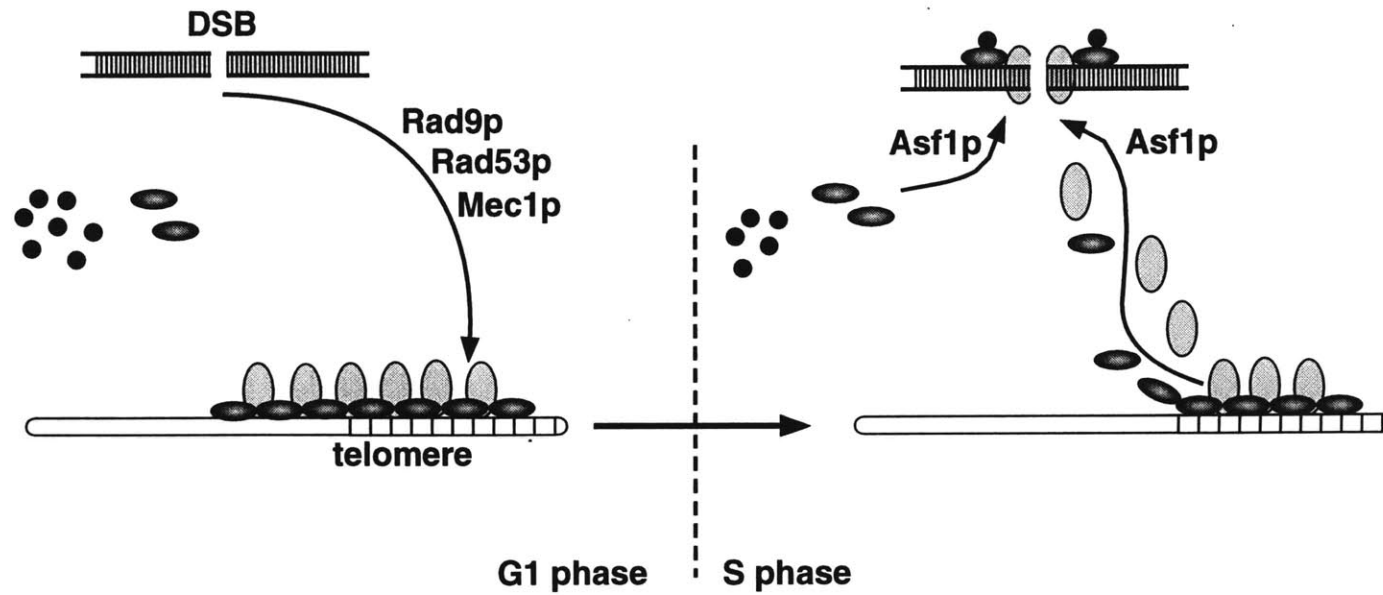 DSB
Rad9p
Rad53p
Mec1p
Asf1p
Asf1p
telomere
G1 phase
S phase